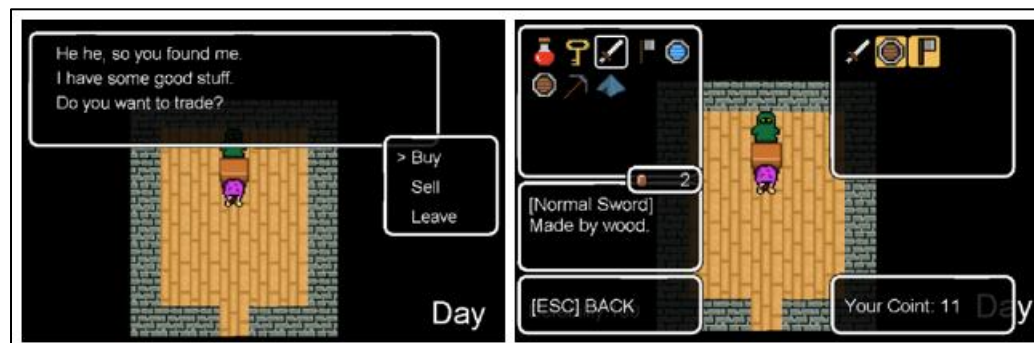 He he, so you found me.
I have some good stuff.
Do you want to trade?
> Buy
Sell
Leave
Day
2
[Normal Sword]
Made by wood.
[ESC] BACK
Your Coint: 11
Day